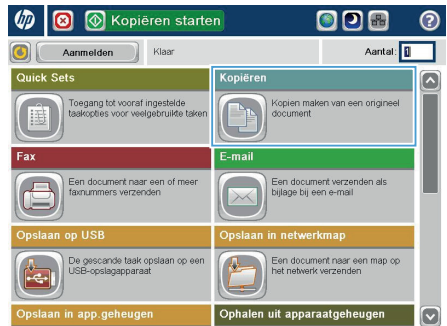 hp Kopiëren starten
Anmelden Klaar Aantal: 1
Quick Sets
Toegang tot vooraf ingestelde
taakopties voor veelgebruikte taken
Kopiëren
Kopien maken van een origineel
document
Fax
Een document naar een of meer
faxnummers verzenden
E-mail
Een document verzenden als
bijlage bij een e-mail
Opslaan op USB
De gescande taak opslaan op een
USB-opslagapparaat
Opslaan in netwerkmap
Een document naar een map op
het netwerk verzenden
Opslaan in app.geheugen
Ophalen uit apparaatgeheugen